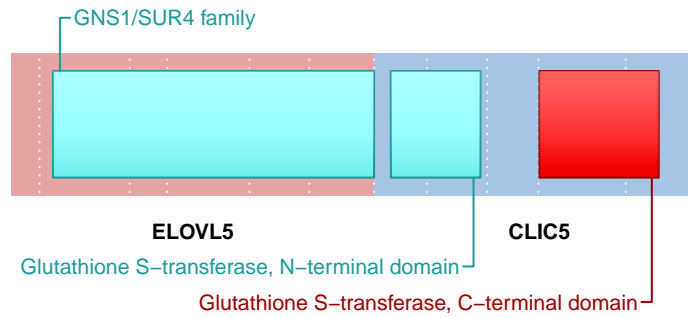 GNS1/SUR4 family
ELOVL5 CLIC5
Glutathione S−transferase, N−terminal domain
Glutathione S−transferase, C−terminal domain